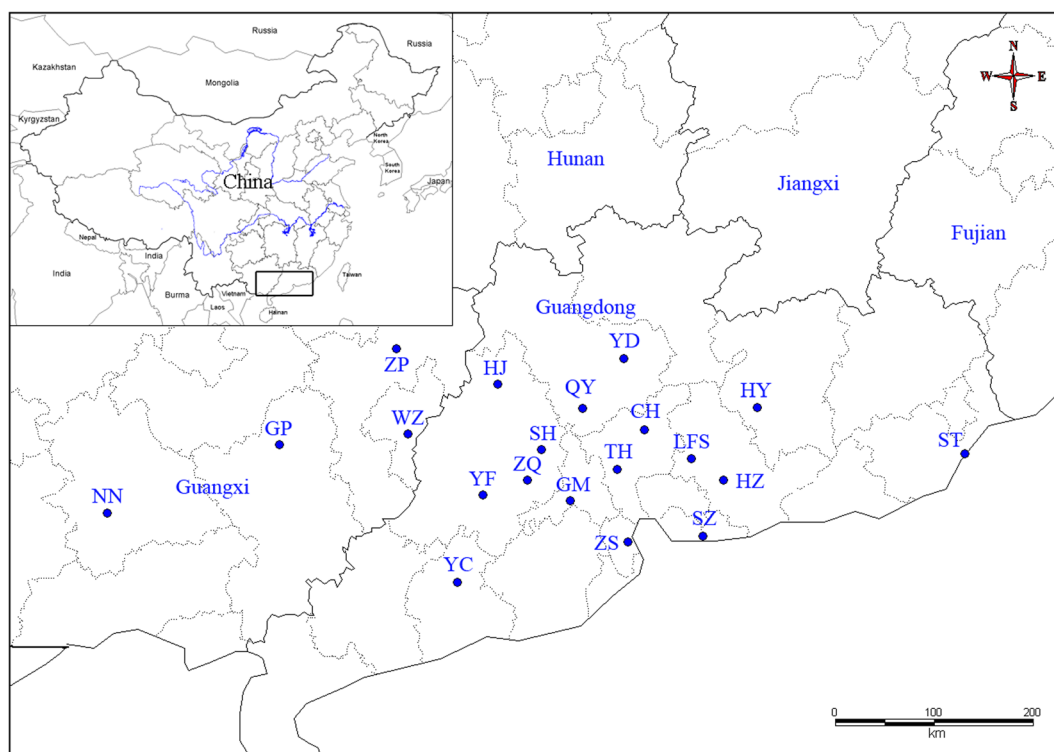 Russia
Russia
Kazakhstan
Mongolia
Kyrgyzstan
North
Korea
South
Korea
Japan
China
Nepal
India
India
Burma
Vietnam
Laos
Hainan
Taiwan
N
W
E
S
Hunan
Jiangxi
Fujian
Guangdong
YD
ZP
HJ
QY
HY
CH
WZ
GP
SH
LFS
ST
TH
ZQ
YF
GM
HZ
Guangxi
NN
SZ
ZS
YC
0 100 200
km